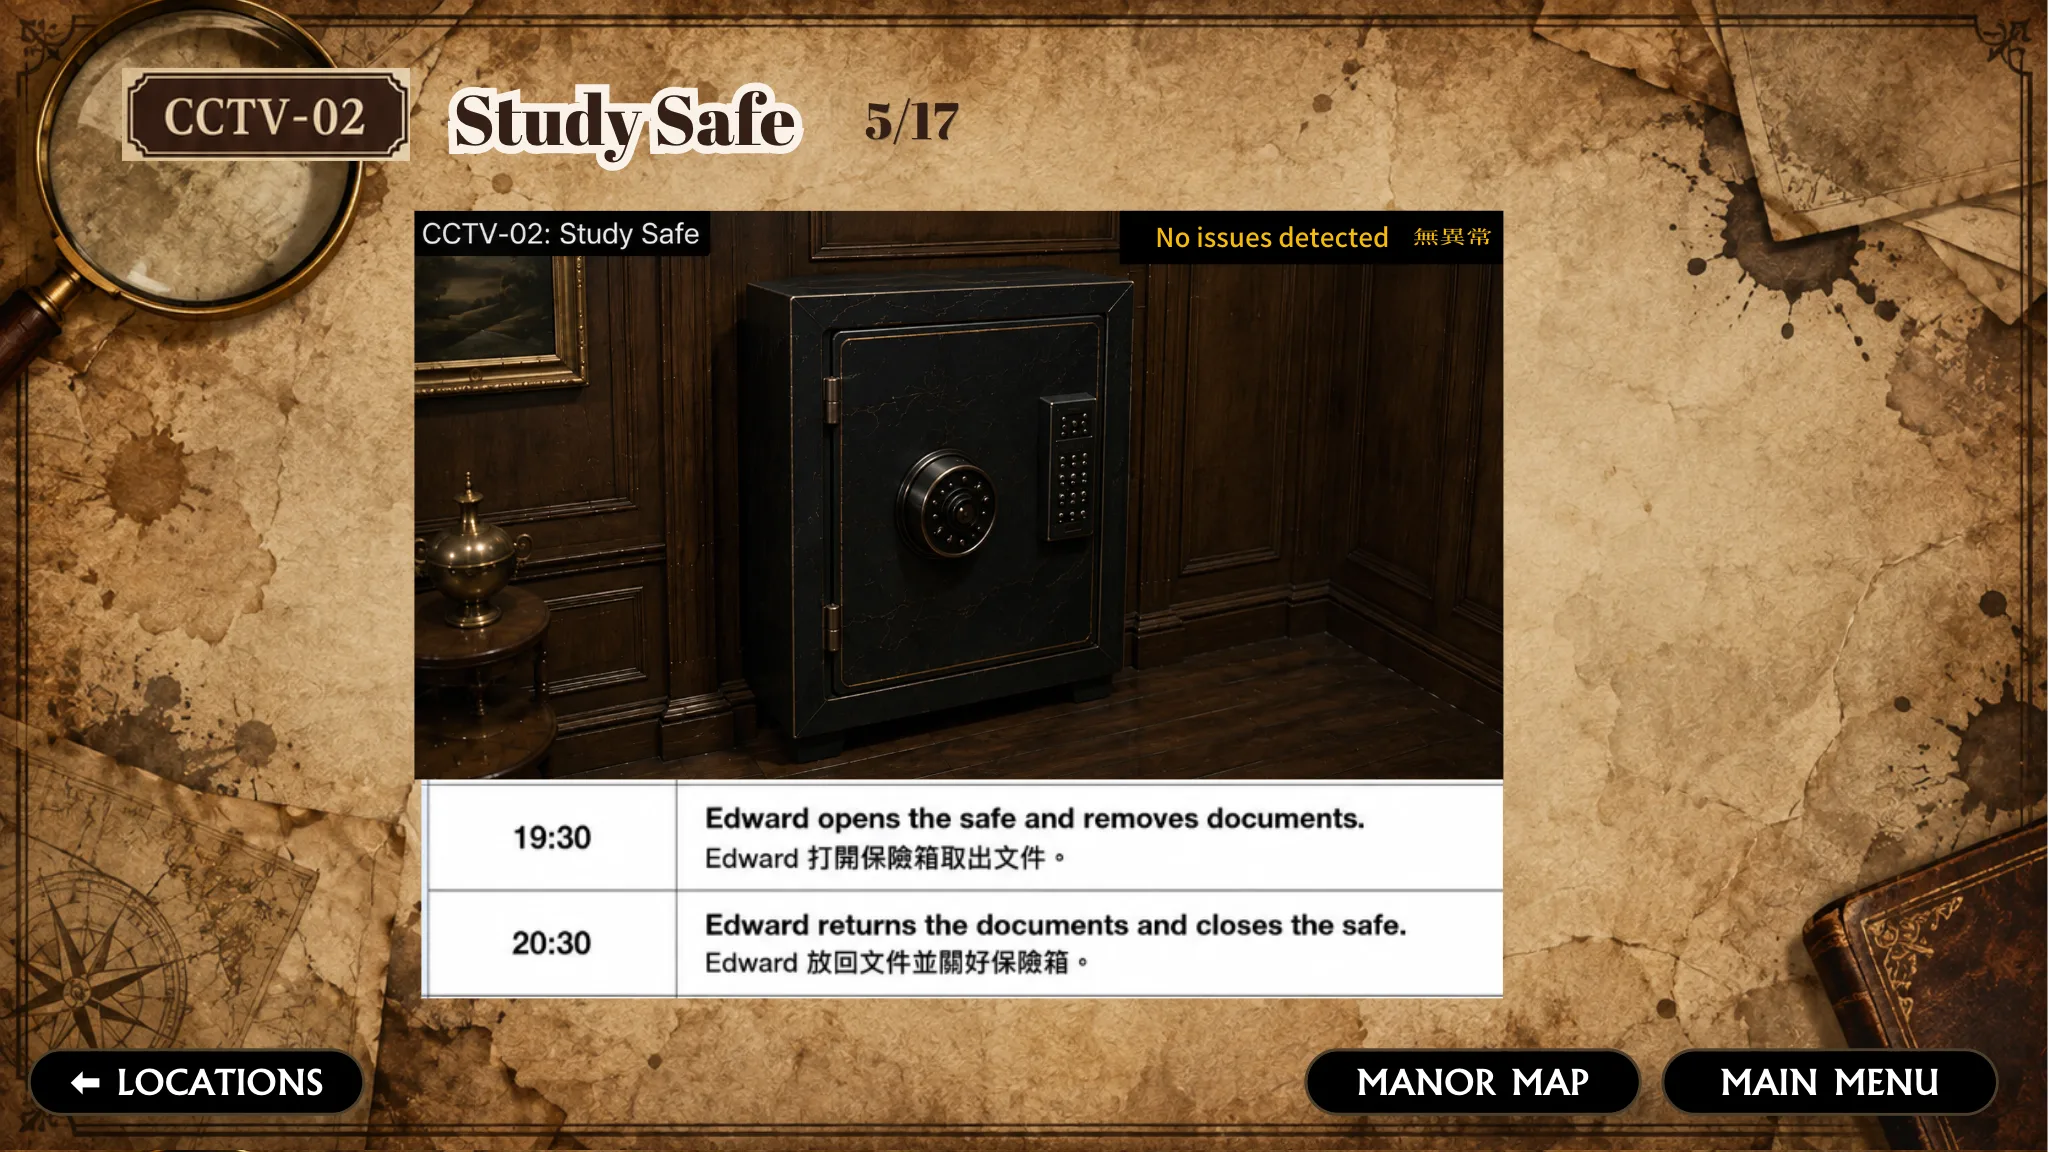 CCTV-02
Study Safe
5/17
CCTV-02: Study Safe
No issues detected 無異常
19:30
Edward opens the safe and removes documents.
Edward 打開保險箱取出文件。
20:30
Edward returns the documents and closes the safe.
Edward 放回文件並關好保險箱。
← LOCATIONS
MANOR MAP
MAIN MENU